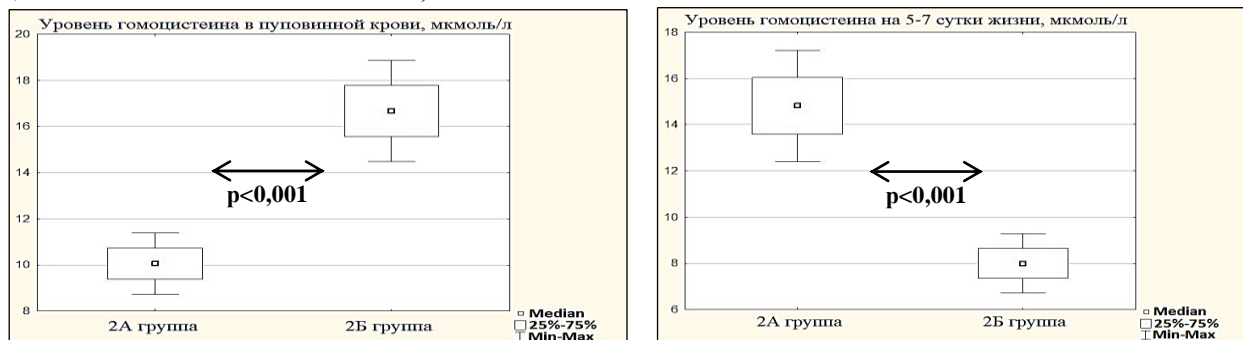 Уровень гомоцистеина в пуповинной крови, мкмоль/л
20
18
16
14
12
10
8
p<0,001
2А группа
2Б группа
Median
25%-75%
Min-Max
Уровень гомоцистеина на 5-7 сутки жизни, мкмоль/л
18
16
14
12
10
8
6
p<0,001
2А группа
2Б группа
Median
25%-75%
Min-Max